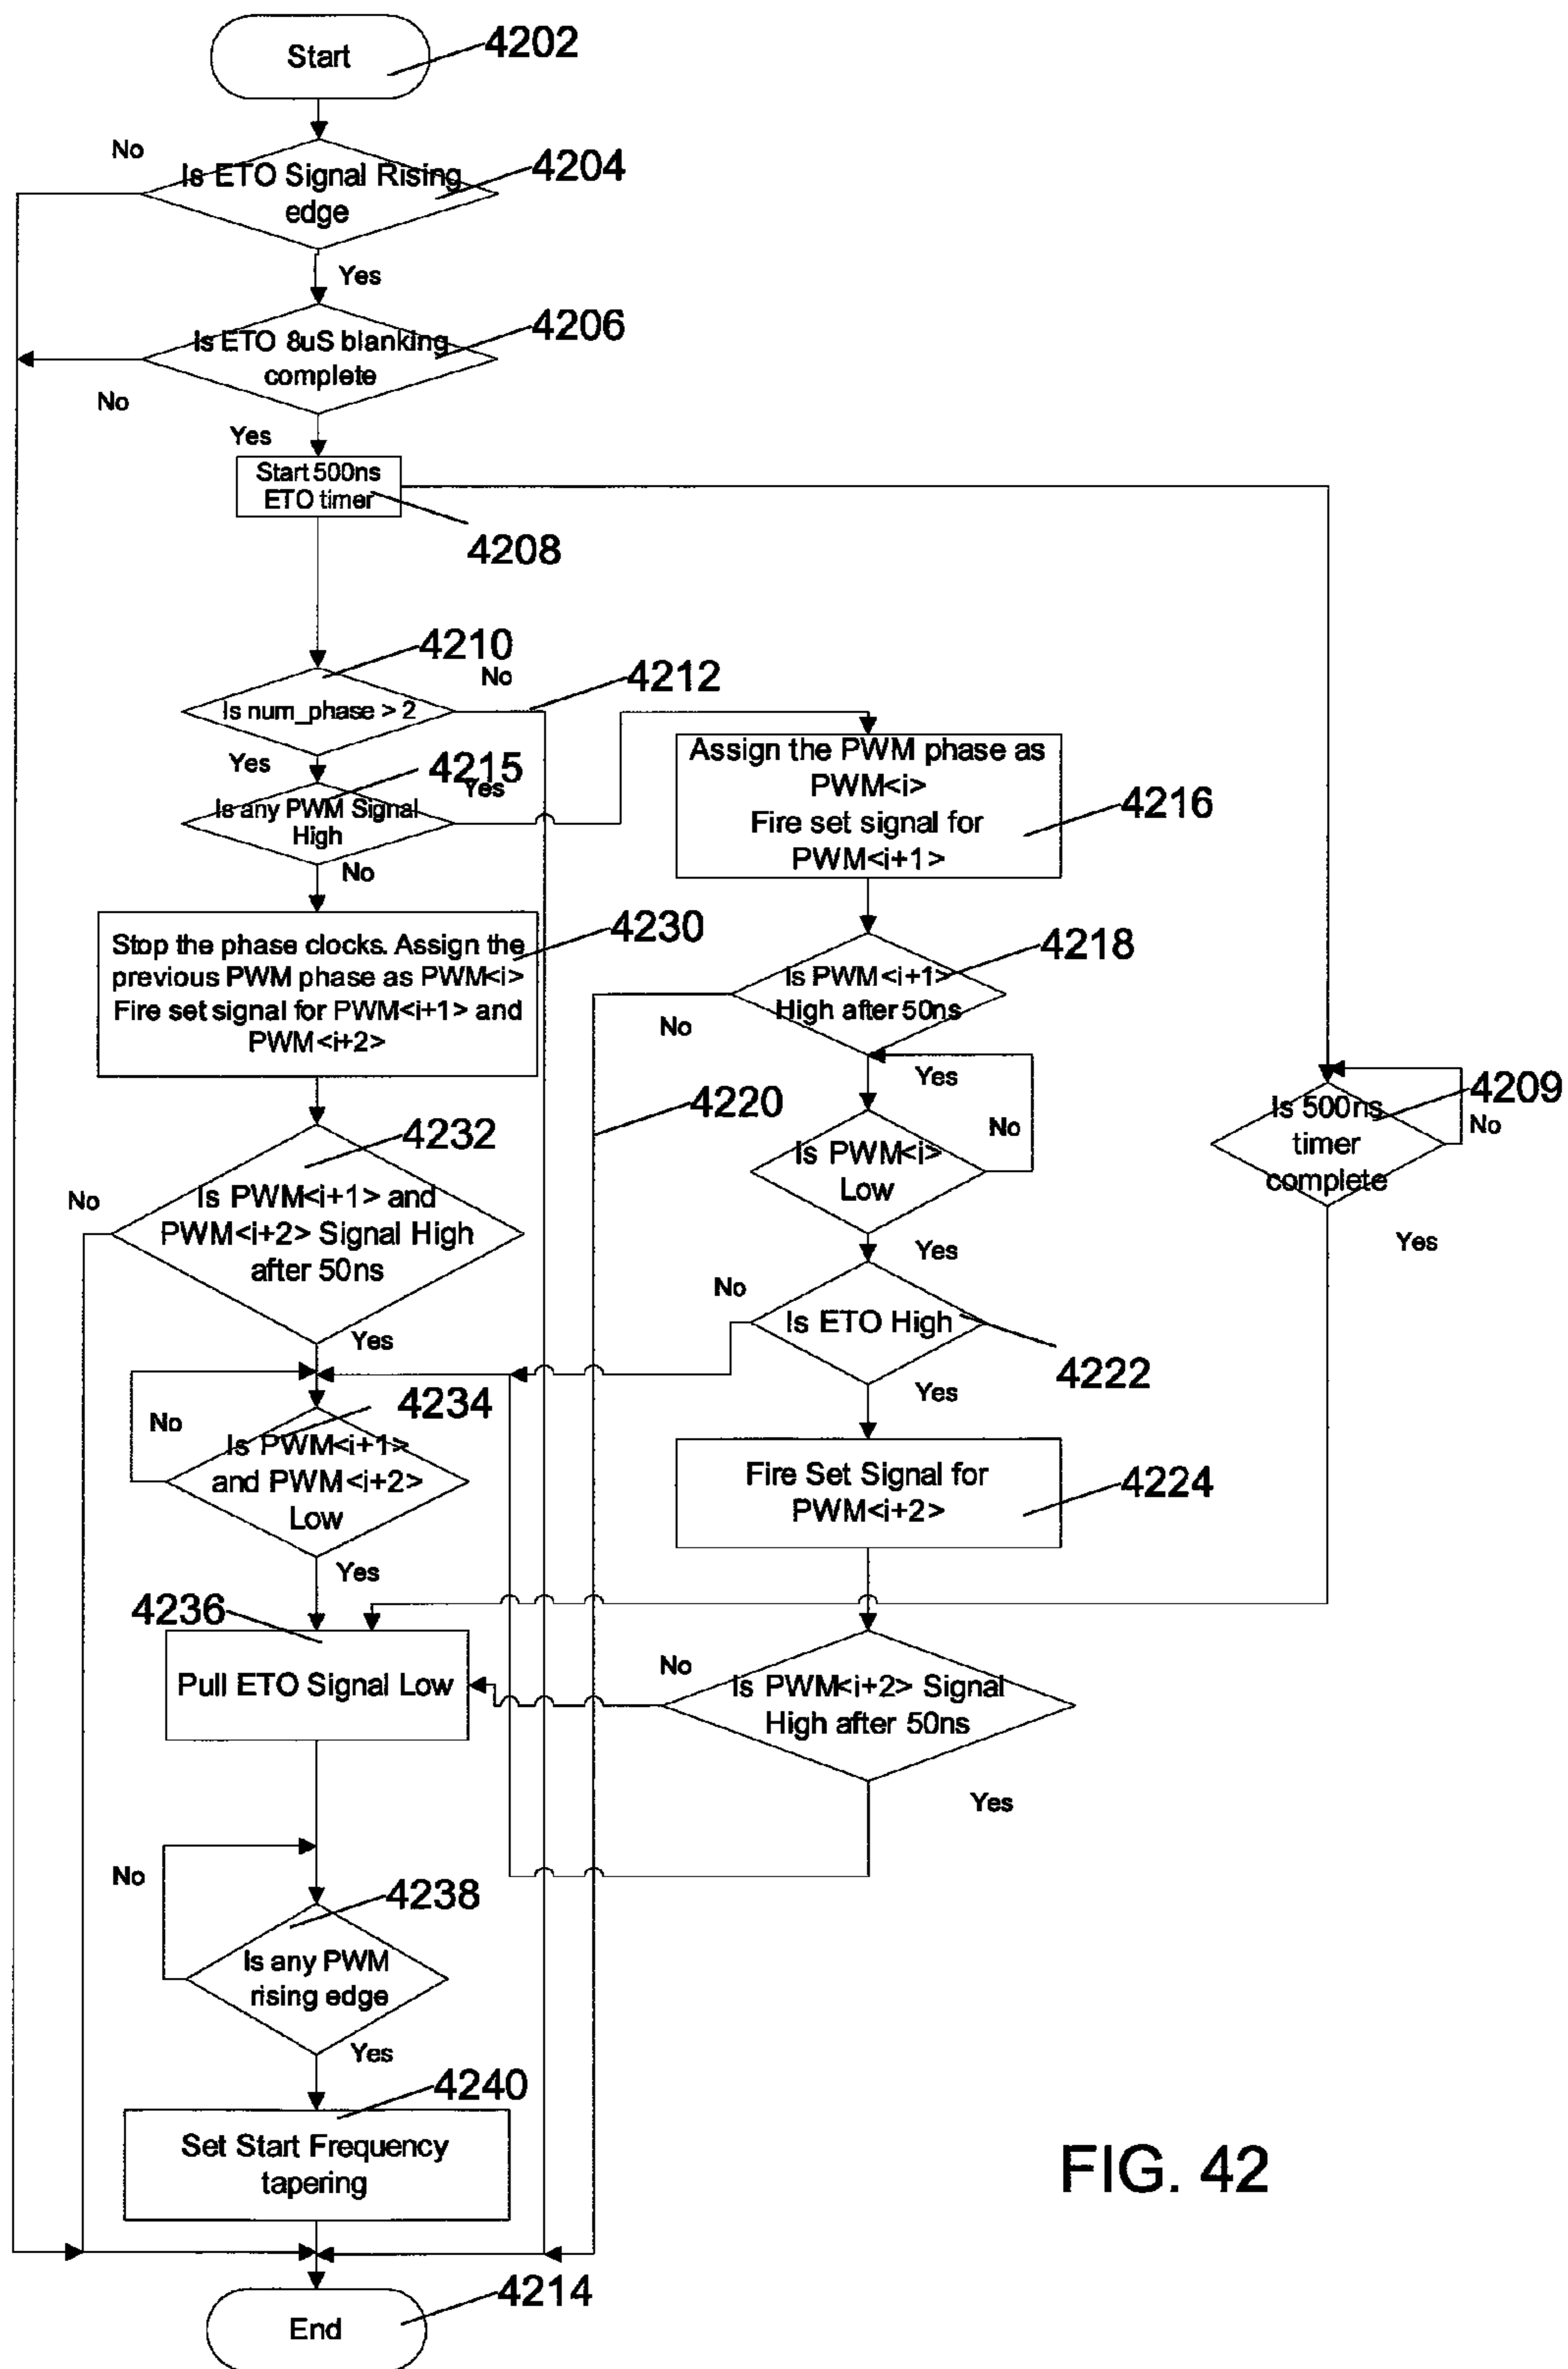 Start
4202
No
Is ETO Signal Rising
edge
4204
Yes
Is ETO 8uS blanking
complete
4206
No
Yes
Start 500ns
ETO timer
4208
4210
No
4212
Is num_phase > 2
Yes
4215
Yes
Is any PWM Signal
High
No
Assign the PWM phase as
PWM<i>
Fire set signal for
PWM<i+1>
4216
Stop the phase clocks. Assign the
previous PWM phase as PWM<i>
Fire set signal for PWM<i+1> and
PWM<i+2>
4230
4218
Is PWM<i+1>
High after 50ns
No
Yes
4220
No
Is PWM<i>
Low
4209
Is 500ns
timer
complete
No
Yes
4232
No
Is PWM<i+1> and
PWM<i+2> Signal High
after 50ns
Yes
Yes
No
Is ETO High
4222
Yes
4234
No
Is PWM<i+1>
and PWM<i+2>
Low
Yes
Fire Set Signal for
PWM<i+2>
4224
4236
Pull ETO Signal Low
No
Is PWM<i+2> Signal
High after 50ns
Yes
No
4238
Is any PWM
rising edge
Yes
4240
Set Start Frequency
tapering
4214
End
FIG. 42